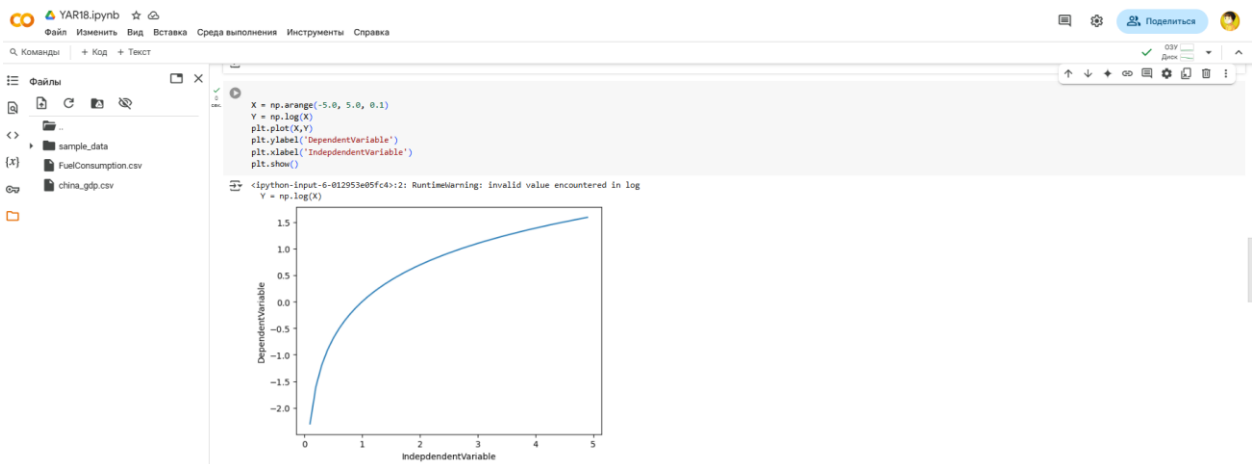 YAR18.ipynb
Файл Изменить Вид Вставка Среда выполнения Инструменты Справка
Поделиться
Команды + Код + Текст
ОЗУ
Диск
Файлы
..
sample_data
FuelConsumption.csv
china_gdp.csv
{x}
0
сек.
X = np.arange(-5.0, 5.0, 0.1)
Y = np.log(X)
plt.plot(X,Y)
plt.ylabel('DependentVariable')
plt.xlabel('IndepdendentVariable')
plt.show()
<ipython-input-6-012953e05fc4>:2: RuntimeWarning: invalid value encountered in log
Y = np.log(X)
1.5
1.0
0.5
0.0
−0.5
−1.0
−1.5
−2.0
DependentVariable
0 1 2 3 4 5
IndepdendentVariable